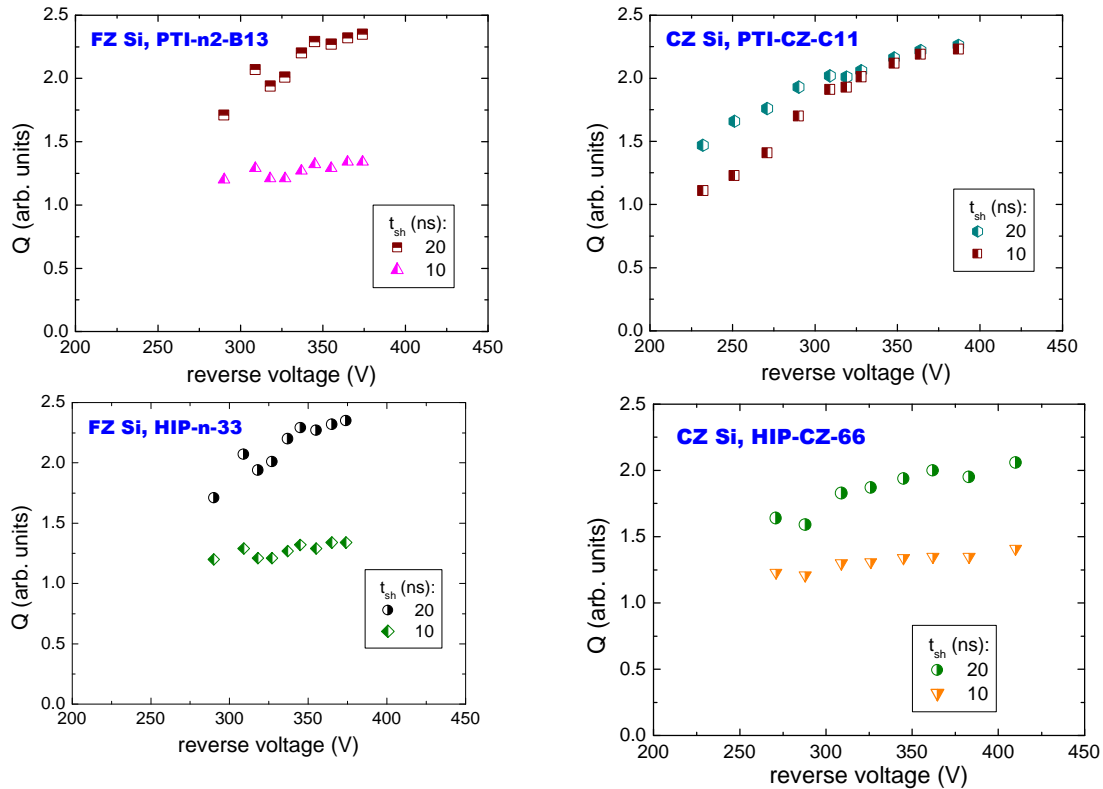 FZ Si, PTI-n2-B13
Q (arb. units)
2.5
2.0
1.5
1.0
0.5
0.0
t_sh (ns):
20
10
200 250 300 350 400 450
reverse voltage (V)
CZ Si, PTI-CZ-C11
Q (arb. units)
2.5
2.0
1.5
1.0
0.5
0.0
t_sh (ns):
20
10
200 250 300 350 400 450
reverse voltage (V)
FZ Si, HIP-n-33
Q (arb. units)
2.5
2.0
1.5
1.0
0.5
0.0
t_sh (ns):
20
10
200 250 300 350 400 450
reverse voltage (V)
CZ Si, HIP-CZ-66
Q (arb. units)
2.5
2.0
1.5
1.0
0.5
0.0
t_sh (ns):
20
10
200 250 300 350 400 450
reverse voltage (V)